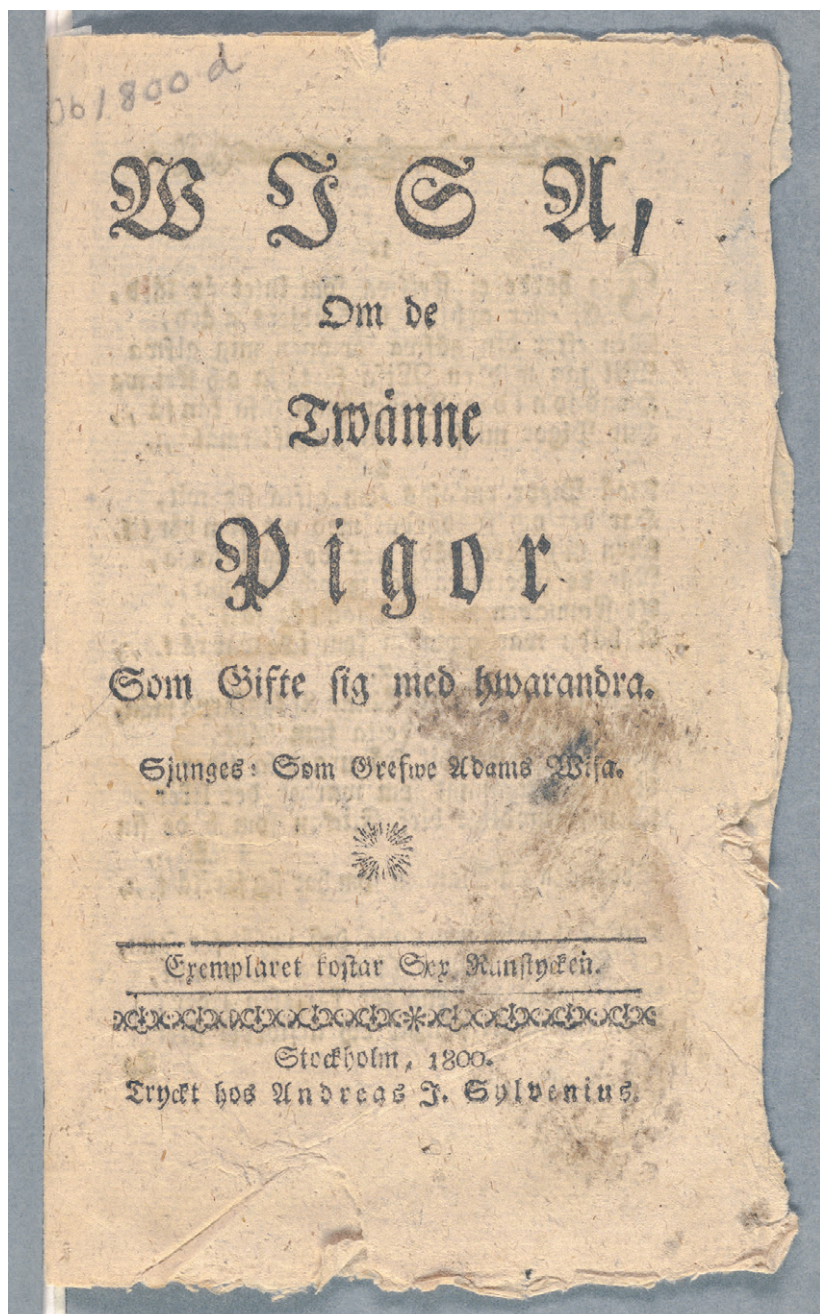 Ob1800 d
WISA,
Om de
Twänne
Pigor
Som Gifte sig med hwarandra.
Sjunges: Som Grefwe Adams Wisa.
Exemplaret kostar Sex Runstycken.
Stockholm, 1800.
Tryckt hos Andreas J. Sylvenius.